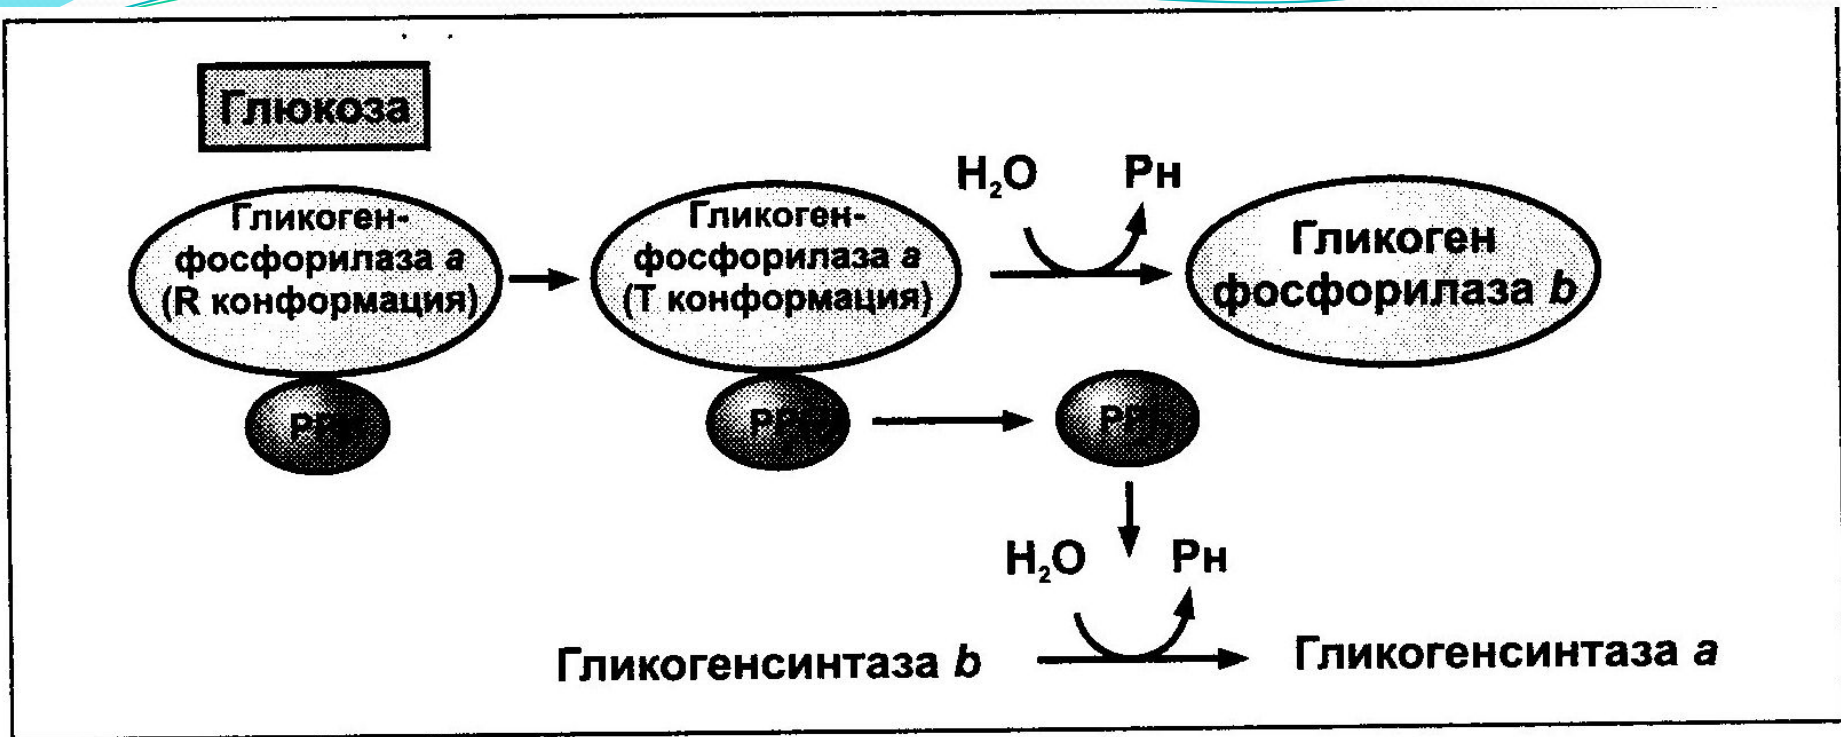 Глюкоза
Гликоген-
фосфорилаза a
(R конформация)
Гликоген-
фосфорилаза a
(T конформация)
H₂O
Pн
Гликоген
фосфорилаза b
H₂O
Pн
Гликогенсинтаза b
Гликогенсинтаза a